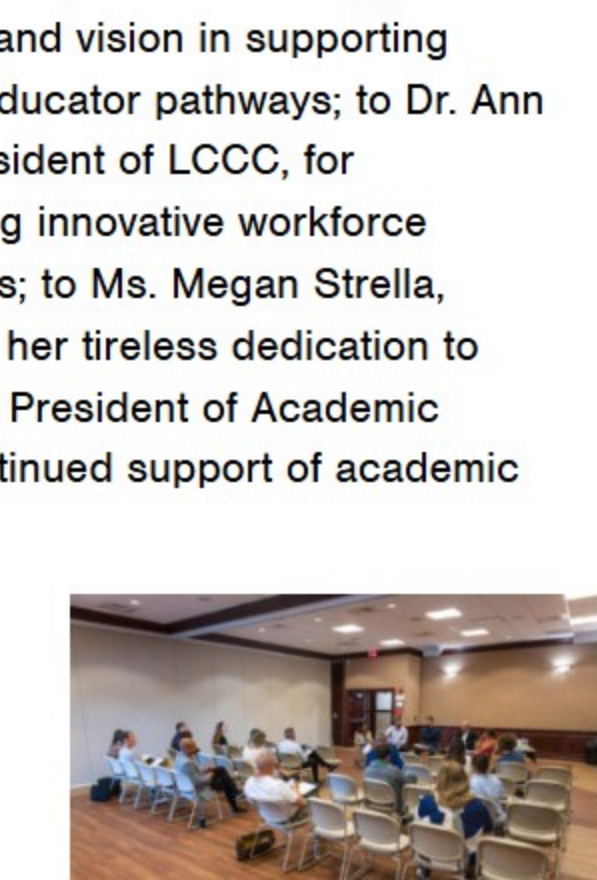 and vision in supporting
ducator pathways; to Dr. Ann
sident of LCCC, for
g innovative workforce
s; to Ms. Megan Strella,
her tireless dedication to
President of Academic
tinued support of academic